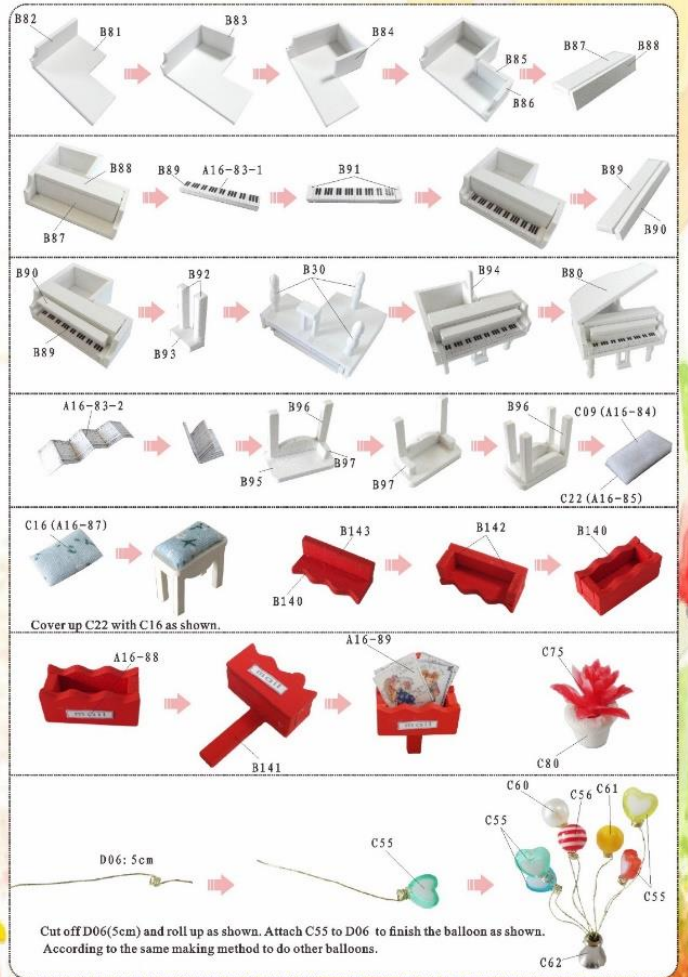 B82
B81
B83
B84
B85
B86
B87
B88
B88
B87
B89
A16-83-1
B91
B89
B90
B90
B89
B92
B93
B30
B94
B80
A16-83-2
B96
B95
B97
B97
B96
C09(A16-84)
C22(A16-85)
C16(A16-87)
Cover up C22 with C16 as shown.
B143
B140
B142
B140
A16-88
mail
mail
B141
A16-89
mail
C75
C80
D06:5cm
C55
C60
C56
C61
C55
C55
C62
Cut off D06(5cm) and roll up as shown. Attach C55 to D06 to finish the balloon as shown.
According to the same making method to do other balloons.